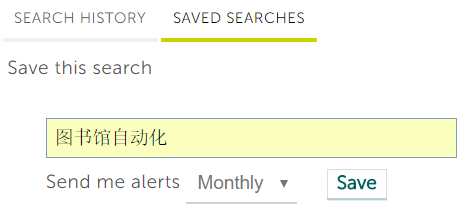 SEARCH HISTORY SAVED SEARCHES
Save this search
图书馆自动化
Send me alerts Monthly ▼ Save